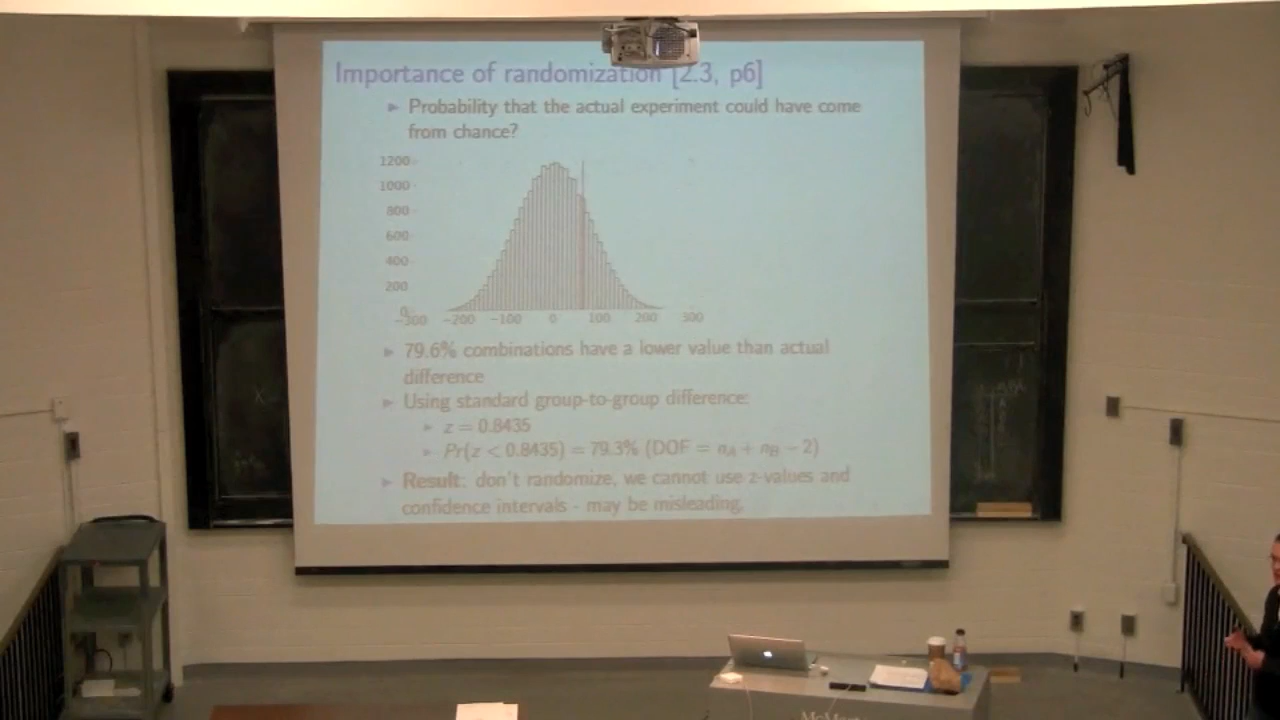 Importance of randomization [2.3, p6]
► Probability that the actual experiment could have come
from chance?
1200
1000
800
600
400
200
0
−300 −200 −100 0 100 200 300
► 79.6% combinations have a lower value than actual
difference
► Using standard group-to-group difference:
► z = 0.8435
► Pr(z < 0.8435) = 79.3% (DOF = nA + nB − 2)
► Result: don't randomize, we cannot use z-values and
confidence intervals - may be misleading.